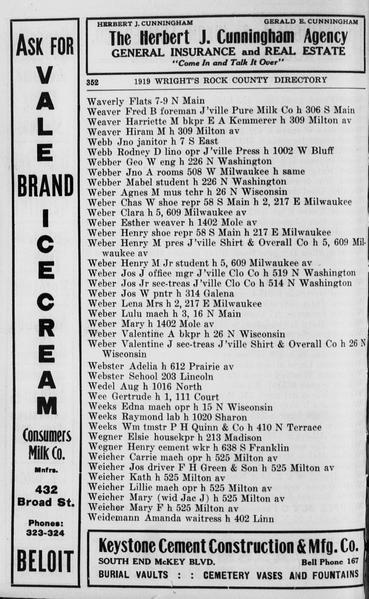 HERBERT J. CUNNINGHAM GERALD E. CUNNINGHAM
The Herbert J. Cunningham Agency
GENERAL INSURANCE and REAL ESTATE
"Come in and Talk It Over"
352 1919 WRIGHT'S ROCK COUNTY DIRECTORY
Waverly Flats 7-9 N Main
Weaver Fred B foreman J'ville Pure Milk Co h 306 S Main
Weaver Harriette M bkpr E A Kemmerer h 309 Milton av
Weaver Hiram M h 309 Milton av
Webb Jno janitor h 7 S East
Webb Rodney D lino opr J'ville Press h 1002 W Bluff
Webber Geo W eng h 226 N Washington
Webber Jno A rooms 508 W Milwaukee h same
Webber Mabel student h 226 N Washington
Weber Agnes M mus tehr h 26 N Wisconsin
Weber Chas W shoe repr 58 S Main h 2, 217 E Milwaukee
Weber Clara h 5, 609 Milwaukee av
Weber Esther weaver h 1402 Mole av
Weber Henry shoe repr 58 S Main h 217 E Milwaukee
Weber Henry M pres J'ville Shirt & Overall Co h 5, 609 Mil-
waukee av
Weber Henry M Jr student h 5, 609 Milwaukee av
Weber Jos J office mgr J'ville Clo Co h 519 N Washington
Weber Jos Jr sec-treas J'ville Clo Co h 514 N Washington
Weber Jos W pntr h 314 Galena
Weber Lena Mrs h 2, 217 E Milwaukee
Weber Lulu mach h 3, 16 N Main
Weber Mary h 1402 Mole av
Weber Valentine A bkpr h 26 N Wisconsin
Weber Valentine J sec-treas J'ville Shirt & Overall Co h 26 N
Wisconsin
Webster Adelia h 612 Prairie av
Webster School 203 Lincoln
Wedel Aug h 1016 North
Wee Gertrude h 1, 111 Court
Weeks Edna mach opr h 15 N Wisconsin
Weeks Raymond lab h 1020 Sharon
Weeks Wm tmstr P H Quinn & Co h 410 N Terrace
Wegner Elsie housekpr h 213 Madison
Wegner Henry cement wkr h 638 S Franklin
Weicher Carrie mach opr h 525 Milton av
Weicher Jos driver F H Green & Son h 525 Milton av
Weicher Kath h 525 Milton av
Weicher Lillie mach opr h 525 Milton av
Weicher Mary (wid Jac J) h 525 Milton av
Weicher Mary F h 525 Milton av
Weidemann Amanda waitress h 402 Linn
ASK FOR
VALE
BRAND
ICE CREAM
Consumers
Milk Co.
Mnfrs.
432
Broad St.
Phones:
323-324
BELOIT
Keystone Cement Construction & Mfg. Co.
SOUTH END McKEY BLVD. Bell Phone 167
BURIAL VAULTS : : CEMETERY VASES AND FOUNTAINS